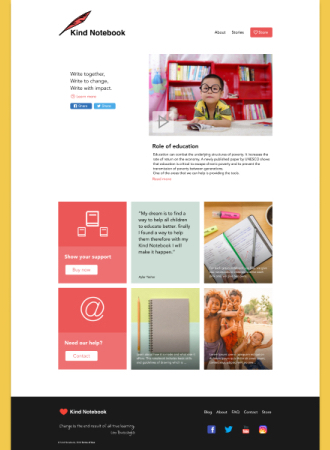 Kind Notebook
About Stories Store
Write together,
Write to change,
Write with impact.
Learn more
Share Share
Role of education
Education can combat the underlying structures of poverty. It increases the
rate of return on the economy. A newly published paper by UNESCO shows
that education is critical to escape chronic poverty and to prevent the
transmission of poverty between generations.
One of the areas that we can help is providing the tools.
Read more
"My dream is to find a
way to help all children
to educate better. finally
I found a way to help
them therefore with my
Kind Notebook I will
make it happen."
Show your support
Buy now
Need our help?
Contact
Kind Notebook
Blog About FAQ Contact Store
Change is the end result of all true learning.
Leo Buscaglia